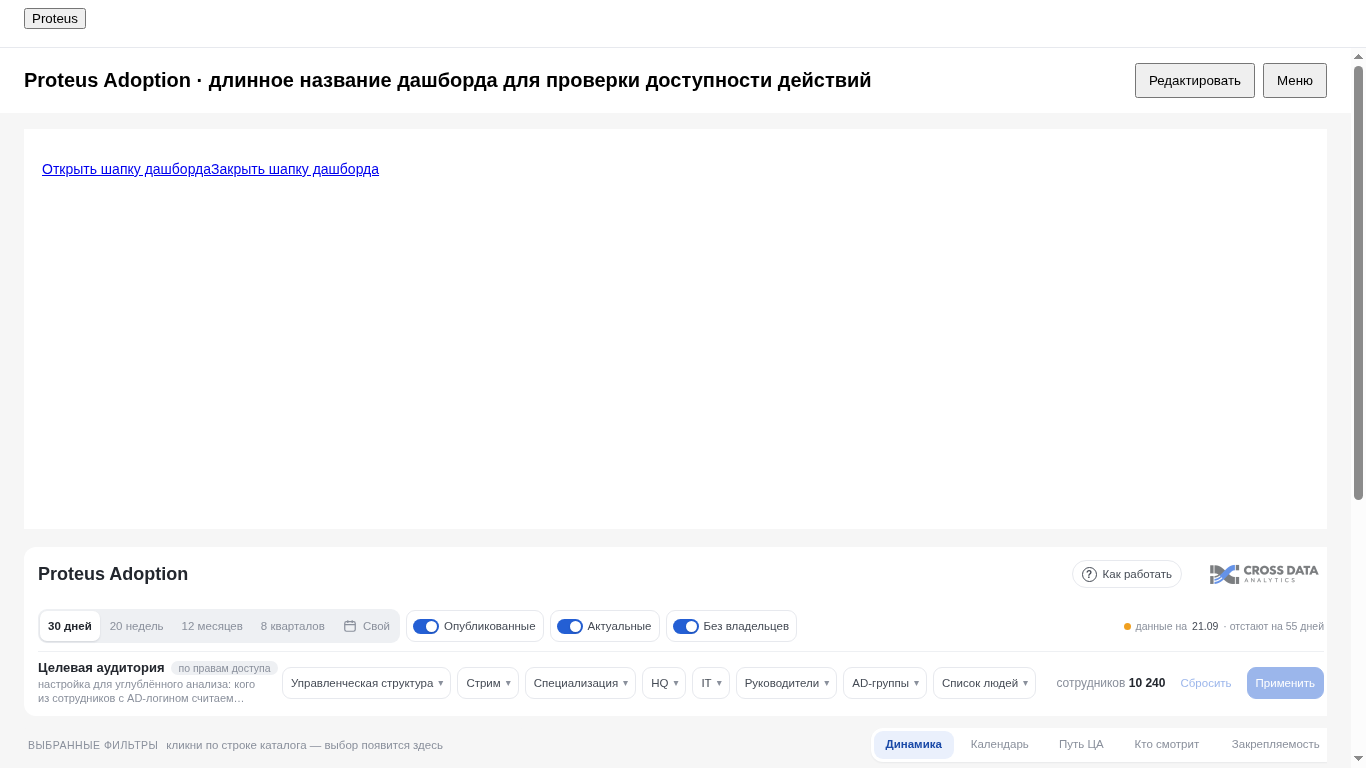 Proteus
Proteus Adoption · длинное название дашборда для проверки доступности действий
Редактировать
Меню
Открыть шапку дашбордаЗакрыть шапку дашборда
Proteus Adoption
? Как работать
CROSS DATA
ANALYTICS
30 дней 20 недель 12 месяцев 8 кварталов Свой Опубликованные Актуальные Без владельцев
данные на 21.09 · отстают на 55 дней
Целевая аудитория по правам доступа
настройка для углублённого анализа: кого
из сотрудников с AD-логином считаем…
Управленческая структура ▾ Стрим ▾ Специализация ▾ HQ ▾ IT ▾ Руководители ▾ AD-группы ▾ Список людей ▾
сотрудников 10 240 Сбросить Применить
ВЫБРАННЫЕ ФИЛЬТРЫ кликни по строке каталога — выбор появится здесь
Динамика Календарь Путь ЦА Кто смотрит Закрепляемость